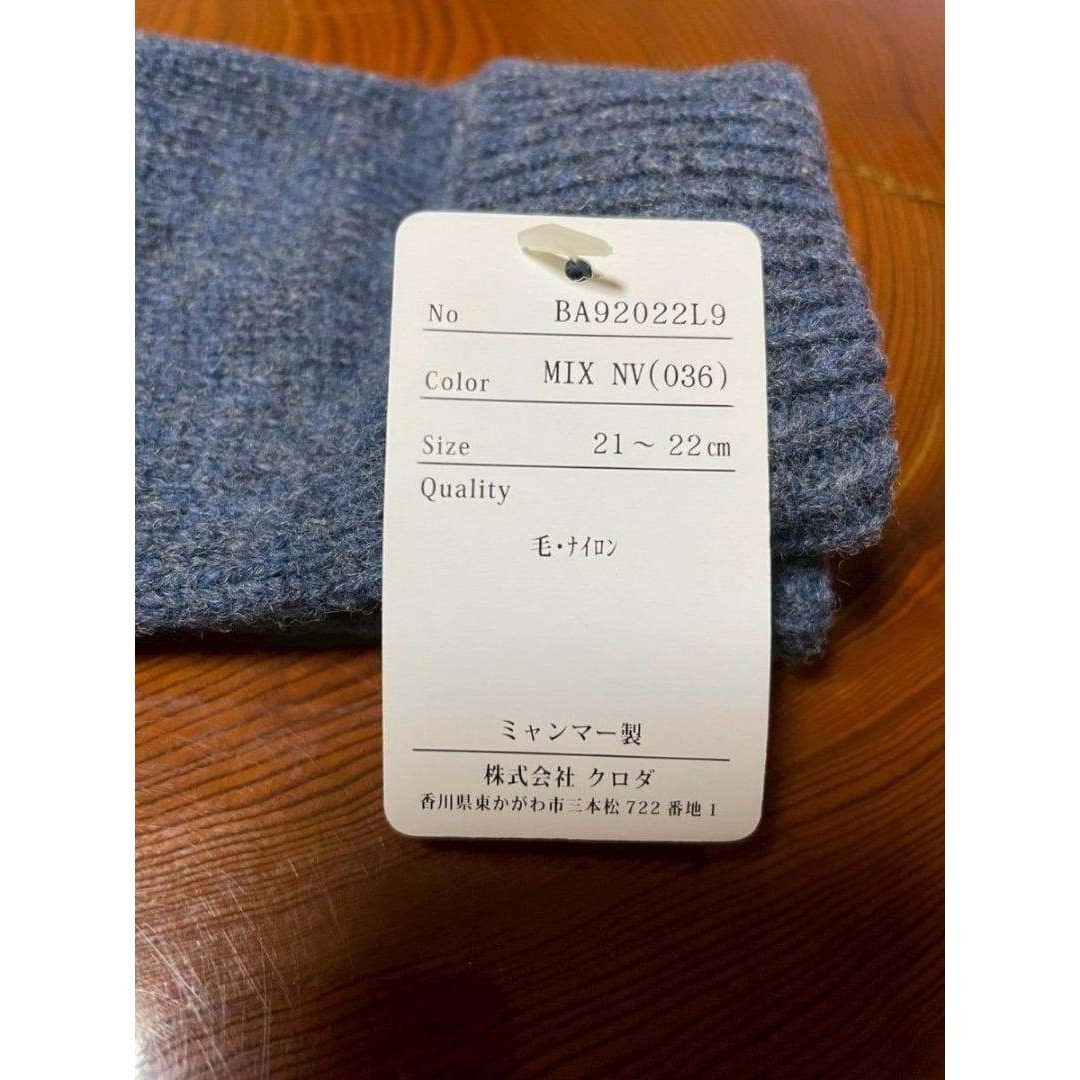 No BA92022L9
Color MIX NV(036)
Size 21～ 22㎝
Quality
毛・ﾅｲﾛﾝ
ミャンマー製
株式会社 クロダ
香川県東かがわ市三本松 722 番地 1